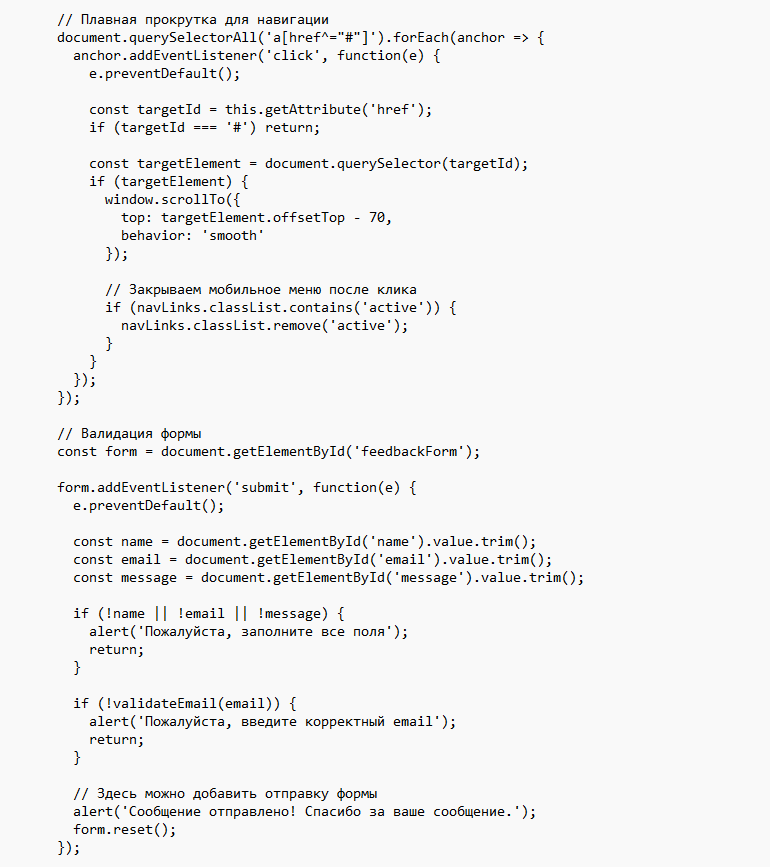 // Плавная прокрутка для навигации
document.querySelectorAll('a[href^="#"]').forEach(anchor => {
  anchor.addEventListener('click', function(e) {
    e.preventDefault();

    const targetId = this.getAttribute('href');
    if (targetId === '#') return;

    const targetElement = document.querySelector(targetId);
    if (targetElement) {
      window.scrollTo({
        top: targetElement.offsetTop - 70,
        behavior: 'smooth'
      });

      // Закрываем мобильное меню после клика
      if (navLinks.classList.contains('active')) {
        navLinks.classList.remove('active');
      }
    }
  });
});

// Валидация формы
const form = document.getElementById('feedbackForm');

form.addEventListener('submit', function(e) {
  e.preventDefault();

  const name = document.getElementById('name').value.trim();
  const email = document.getElementById('email').value.trim();
  const message = document.getElementById('message').value.trim();

  if (!name || !email || !message) {
    alert('Пожалуйста, заполните все поля');
    return;
  }

  if (!validateEmail(email)) {
    alert('Пожалуйста, введите корректный email');
    return;
  }

  // Здесь можно добавить отправку формы
  alert('Сообщение отправлено! Спасибо за ваше сообщение.');
  form.reset();
});